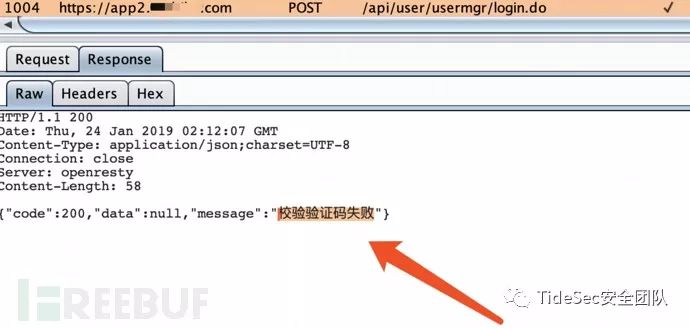 1004 https://app2. .com POST /api/user/usermgr/login.do ✓
Request Response
Raw Headers Hex
HTTP/1.1 200
Date: Thu, 24 Jan 2019 02:12:07 GMT
Content-Type: application/json;charset=UTF-8
Connection: close
Server: openresty
Content-Length: 58
{"code":200,"data":null,"message":"校验验证码失败"}
FREEBUF
TideSec安全团队